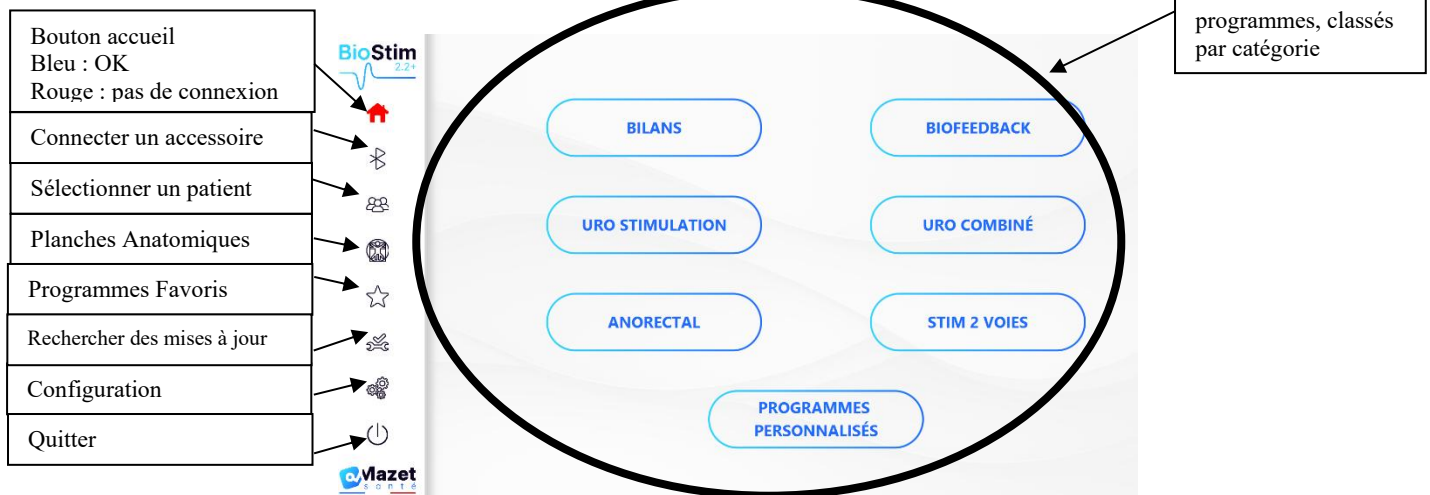 programmes, classés
par catégorie
Bouton accueil
Bleu : OK
Rouge : pas de connexion
Connecter un accessoire
Sélectionner un patient
Planches Anatomiques
Programmes Favoris
Rechercher des mises à jour
Configuration
Quitter
BioStim
2.2+
BILANS
BIOFEEDBACK
URO STIMULATION
URO COMBINÉ
ANORECTAL
STIM 2 VOIES
PROGRAMMES
PERSONNALISÉS
@Mazet
santé